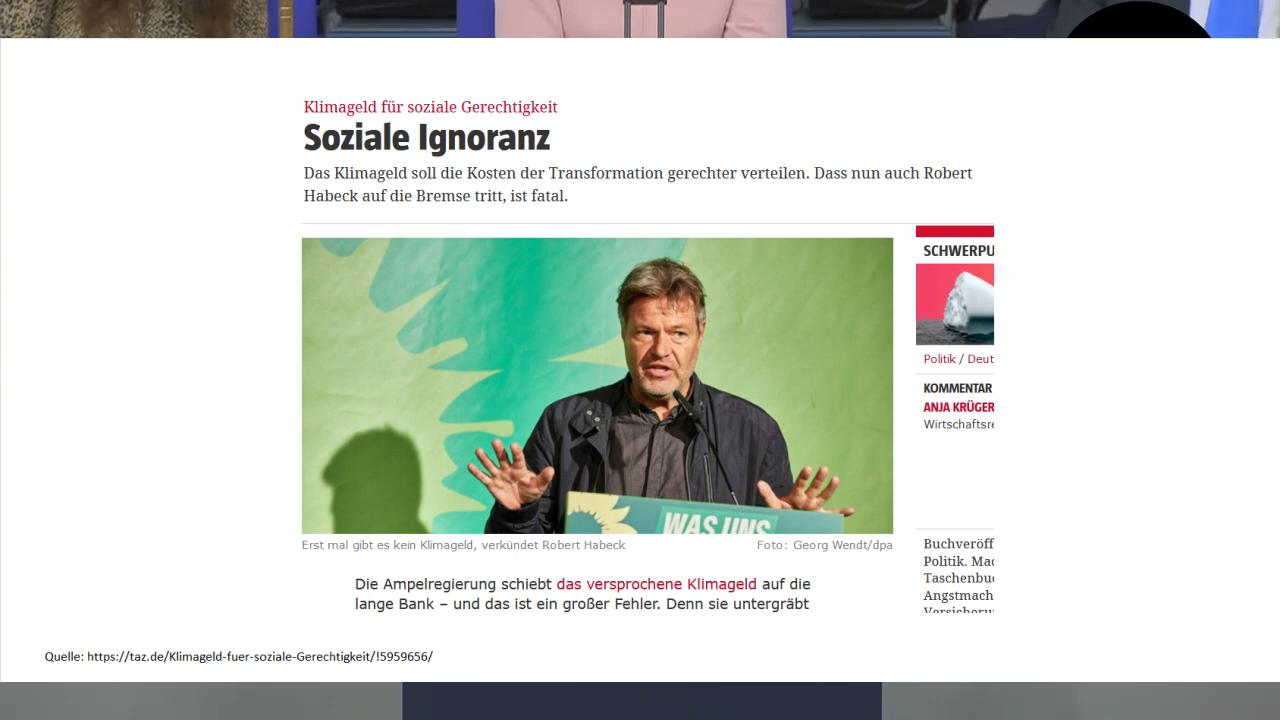 Klimageld für soziale Gerechtigkeit
Soziale Ignoranz
Das Klimageld soll die Kosten der Transformation gerechter verteilen. Dass nun auch Robert
Habeck auf die Bremse tritt, ist fatal.
WAS UNS
Erst mal gibt es kein Klimageld, verkündet Robert Habeck
Foto: Georg Wendt/dpa
Die Ampelregierung schiebt das versprochene Klimageld auf die
lange Bank – und das ist ein großer Fehler. Denn sie untergräbt
SCHWERPU
Politik / Deut
KOMMENTAR
ANJA KRÜGER
Wirtschaftsre
Buchveröff
Politik. Mac
Taschenbuc
Angstmach
Versicheru
Quelle: https://taz.de/Klimageld-fuer-soziale-Gerechtigkeit/!5959656/